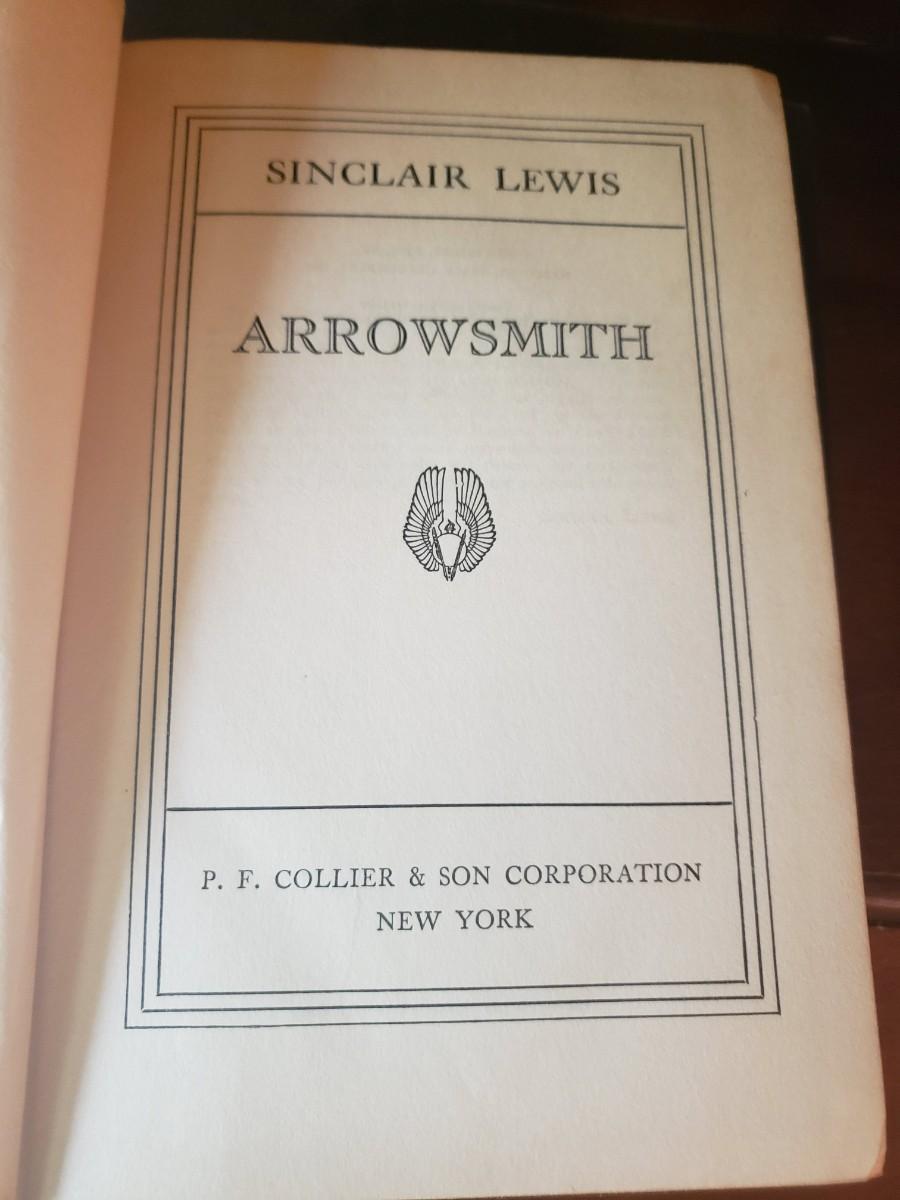 SINCLAIR LEWIS
ARROWSMITH
P. F. COLLIER & SON CORPORATION
NEW YORK